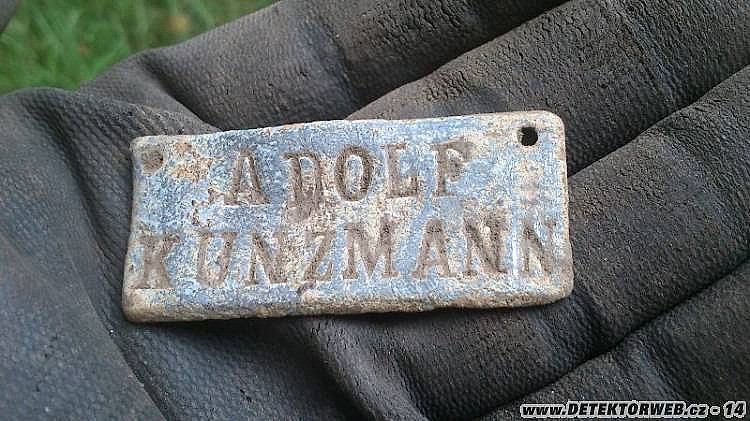 ADOLF
KUNZMANN
www.DETEKTORWEB.cz - 14